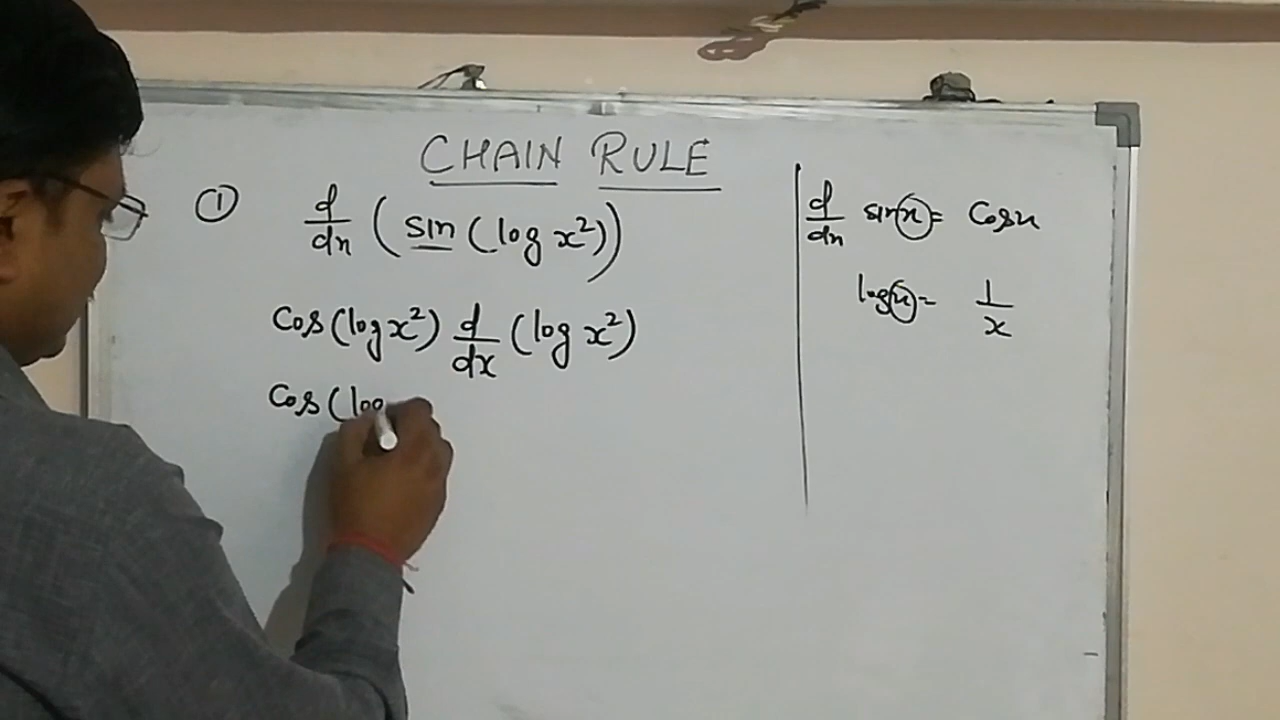 CHAIN RULE
① d/dx (sin (log x²))
cos (log x²) d/dx (log x²)
cos (log
d/dx sin(x) = cos x
log(x) = 1/x